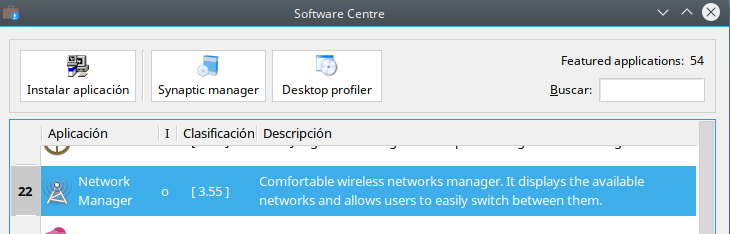 Software Centre
Featured applications: 54
Instalar aplicación
Synaptic manager
Desktop profiler
Buscar:
Aplicación I Clasificación Descripción
22 Network Manager o [ 3.55 ] Comfortable wireless networks manager. It displays the available
networks and allows users to easily switch between them.